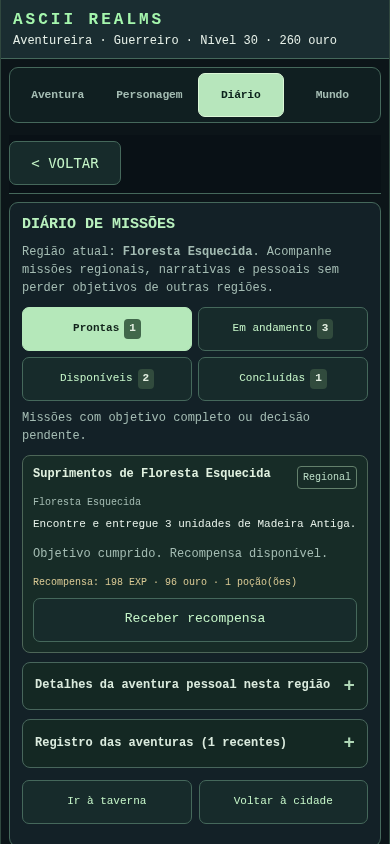 ASCII REALMS
Aventureira · Guerreiro · Nível 30 · 260 ouro
Aventura Personagem Diário Mundo
< VOLTAR
DIÁRIO DE MISSÕES
Região atual: Floresta Esquecida. Acompanhe
missões regionais, narrativas e pessoais sem
perder objetivos de outras regiões.
Prontas 1 Em andamento 3
Disponíveis 2 Concluídas 1
Missões com objetivo completo ou decisão
pendente.
Suprimentos de Floresta Esquecida Regional
Floresta Esquecida
Encontre e entregue 3 unidades de Madeira Antiga.
Objetivo cumprido. Recompensa disponível.
Recompensa: 198 EXP · 96 ouro · 1 poção(ões)
Receber recompensa
Detalhes da aventura pessoal nesta região +
Registro das aventuras (1 recentes) +
Ir à taverna Voltar à cidade